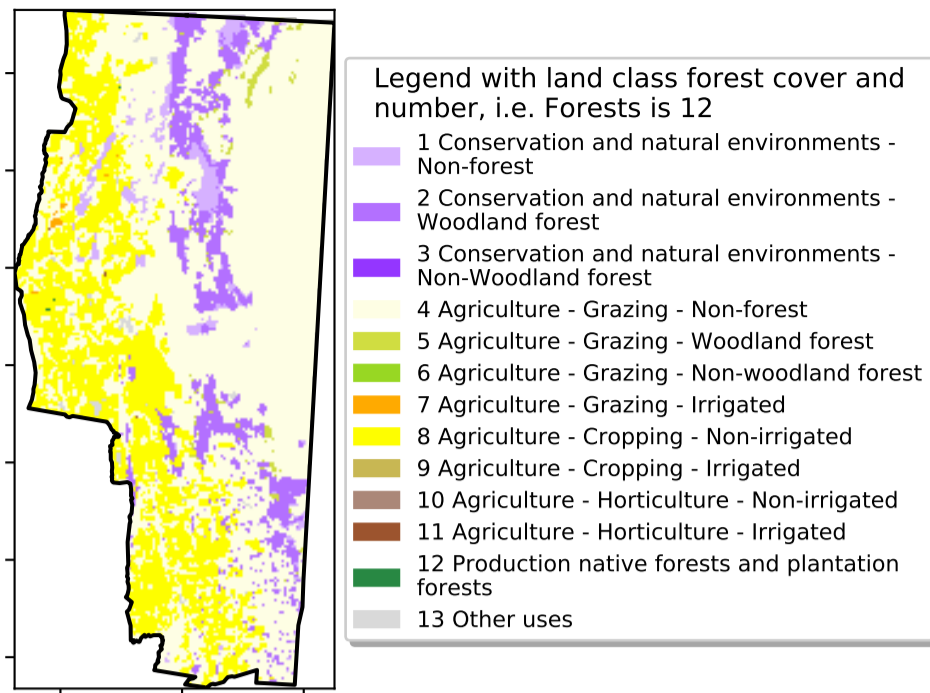 Legend with land class forest cover and
number, i.e. Forests is 12
1 Conservation and natural environments -
Non-forest
2 Conservation and natural environments -
Woodland forest
3 Conservation and natural environments -
Non-Woodland forest
4 Agriculture - Grazing - Non-forest
5 Agriculture - Grazing - Woodland forest
6 Agriculture - Grazing - Non-woodland forest
7 Agriculture - Grazing - Irrigated
8 Agriculture - Cropping - Non-irrigated
9 Agriculture - Cropping - Irrigated
10 Agriculture - Horticulture - Non-irrigated
11 Agriculture - Horticulture - Irrigated
12 Production native forests and plantation
forests
13 Other uses